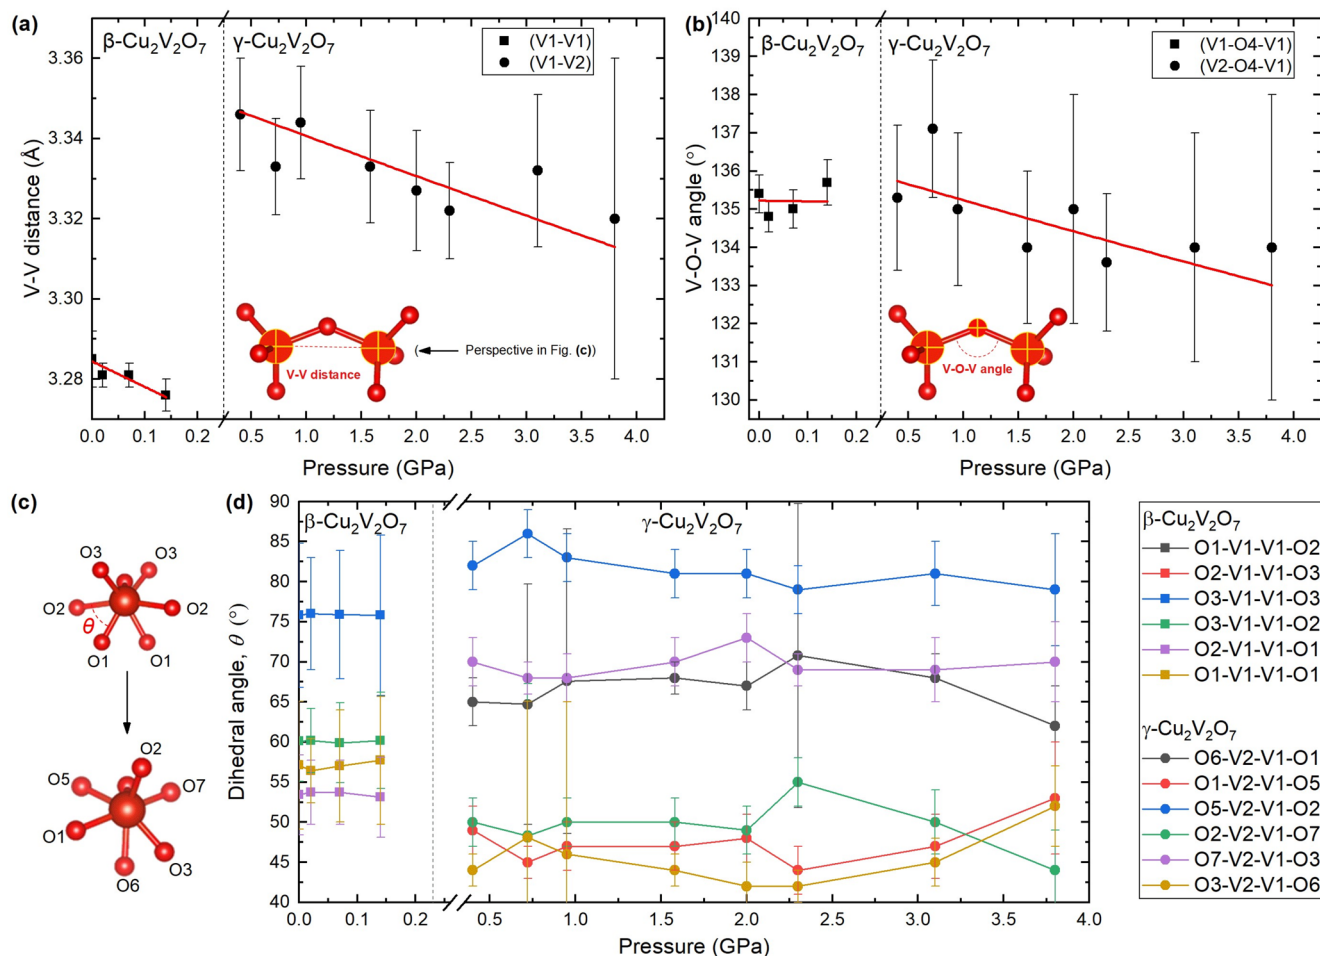 (a)
β-Cu₂V₂O₇
γ-Cu₂V₂O₇
(V1-V1)
(V1-V2)
3.36
3.34
3.32
3.30
3.28
V-V distance (Å)
V-V distance
Perspective in Fig. (c))
0.0 0.1 0.2 0.5 1.0 1.5 2.0 2.5 3.0 3.5 4.0
Pressure (GPa)
(b)
β-Cu₂V₂O₇
γ-Cu₂V₂O₇
(V1-O4-V1)
(V2-O4-V1)
140
139
138
137
136
135
134
133
132
131
130
V-O-V angle (°)
V-O-V angle
0.0 0.1 0.2 0.5 1.0 1.5 2.0 2.5 3.0 3.5 4.0
Pressure (GPa)
(c)
O3 O3
O2 O2
θ
O1 O1
O2
O5 O7
O1
O6 O3
(d)
β-Cu₂V₂O₇
γ-Cu₂V₂O₇
90
85
80
75
70
65
60
55
50
45
40
Dihedral angle, θ (°)
0.0 0.1 0.2 0.5 1.0 1.5 2.0 2.5 3.0 3.5 4.0
Pressure (GPa)
β-Cu₂V₂O₇
O1-V1-V1-O2
O2-V1-V1-O3
O3-V1-V1-O3
O3-V1-V1-O2
O2-V1-V1-O1
O1-V1-V1-O1
γ-Cu₂V₂O₇
O6-V2-V1-O1
O1-V2-V1-O5
O5-V2-V1-O2
O2-V2-V1-O7
O7-V2-V1-O3
O3-V2-V1-O6